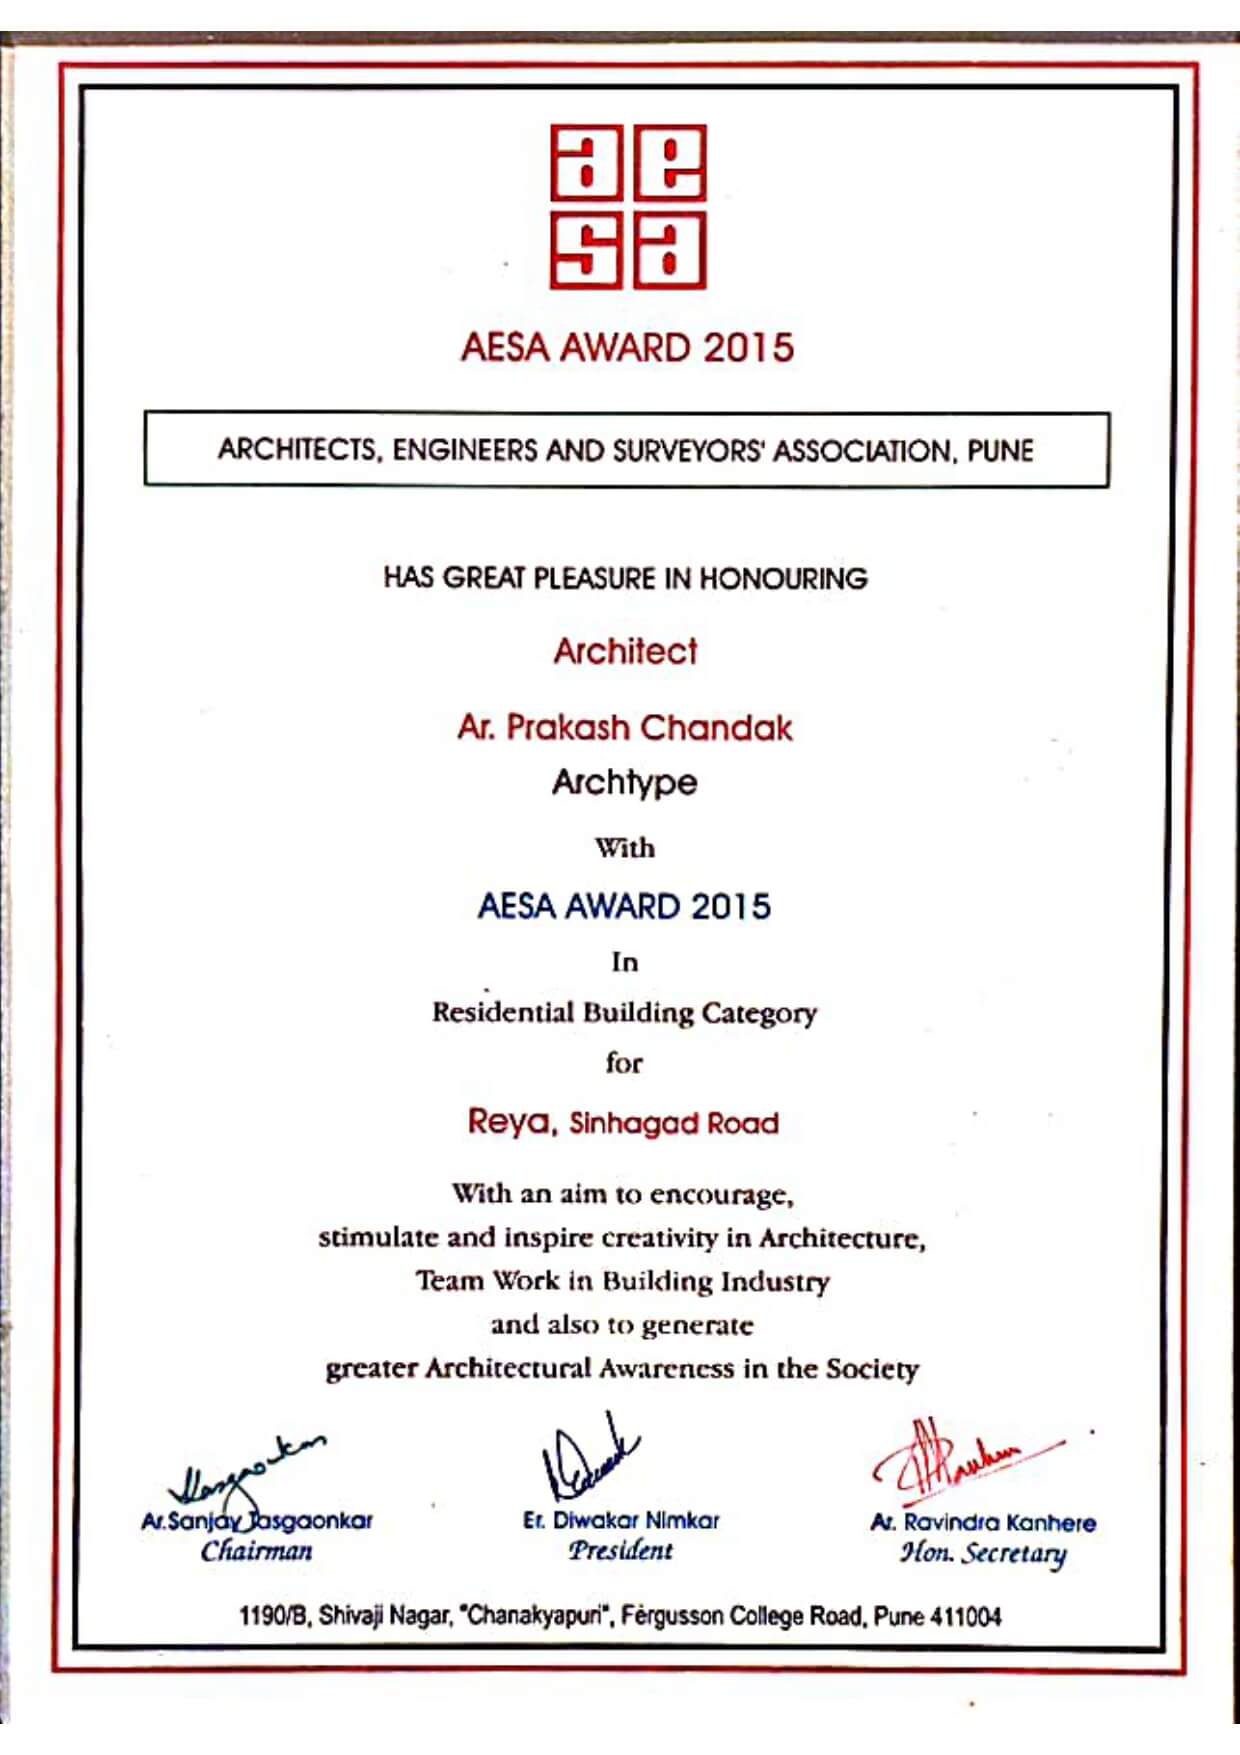 ae
sa
AESA AWARD 2015
ARCHITECTS, ENGINEERS AND SURVEYORS' ASSOCIATION, PUNE
HAS GREAT PLEASURE IN HONOURING
Architect
Ar. Prakash Chandak
Archtype
With
AESA AWARD 2015
In
Residential Building Category
for
Reya, Sinhagad Road
With an aim to encourage,
stimulate and inspire creativity in Architecture,
Team Work in Building Industry
and also to generate
greater Architectural Awareness in the Society
Ar.Sanjay Jasgaonkar Er. Diwakar Nimkar Ar. Ravindra Kanhere
Chairman President Hon. Secretary
1190/B, Shivaji Nagar, "Chanakyapuri", Fergusson College Road, Pune 411004